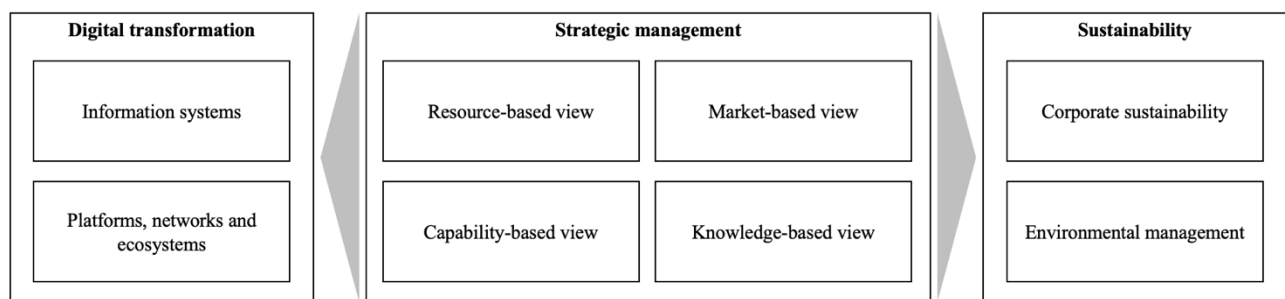 Digital transformation
Information systems
Platforms, networks and
ecosystems
Strategic management
Resource-based view
Market-based view
Capability-based view
Knowledge-based view
Sustainability
Corporate sustainability
Environmental management